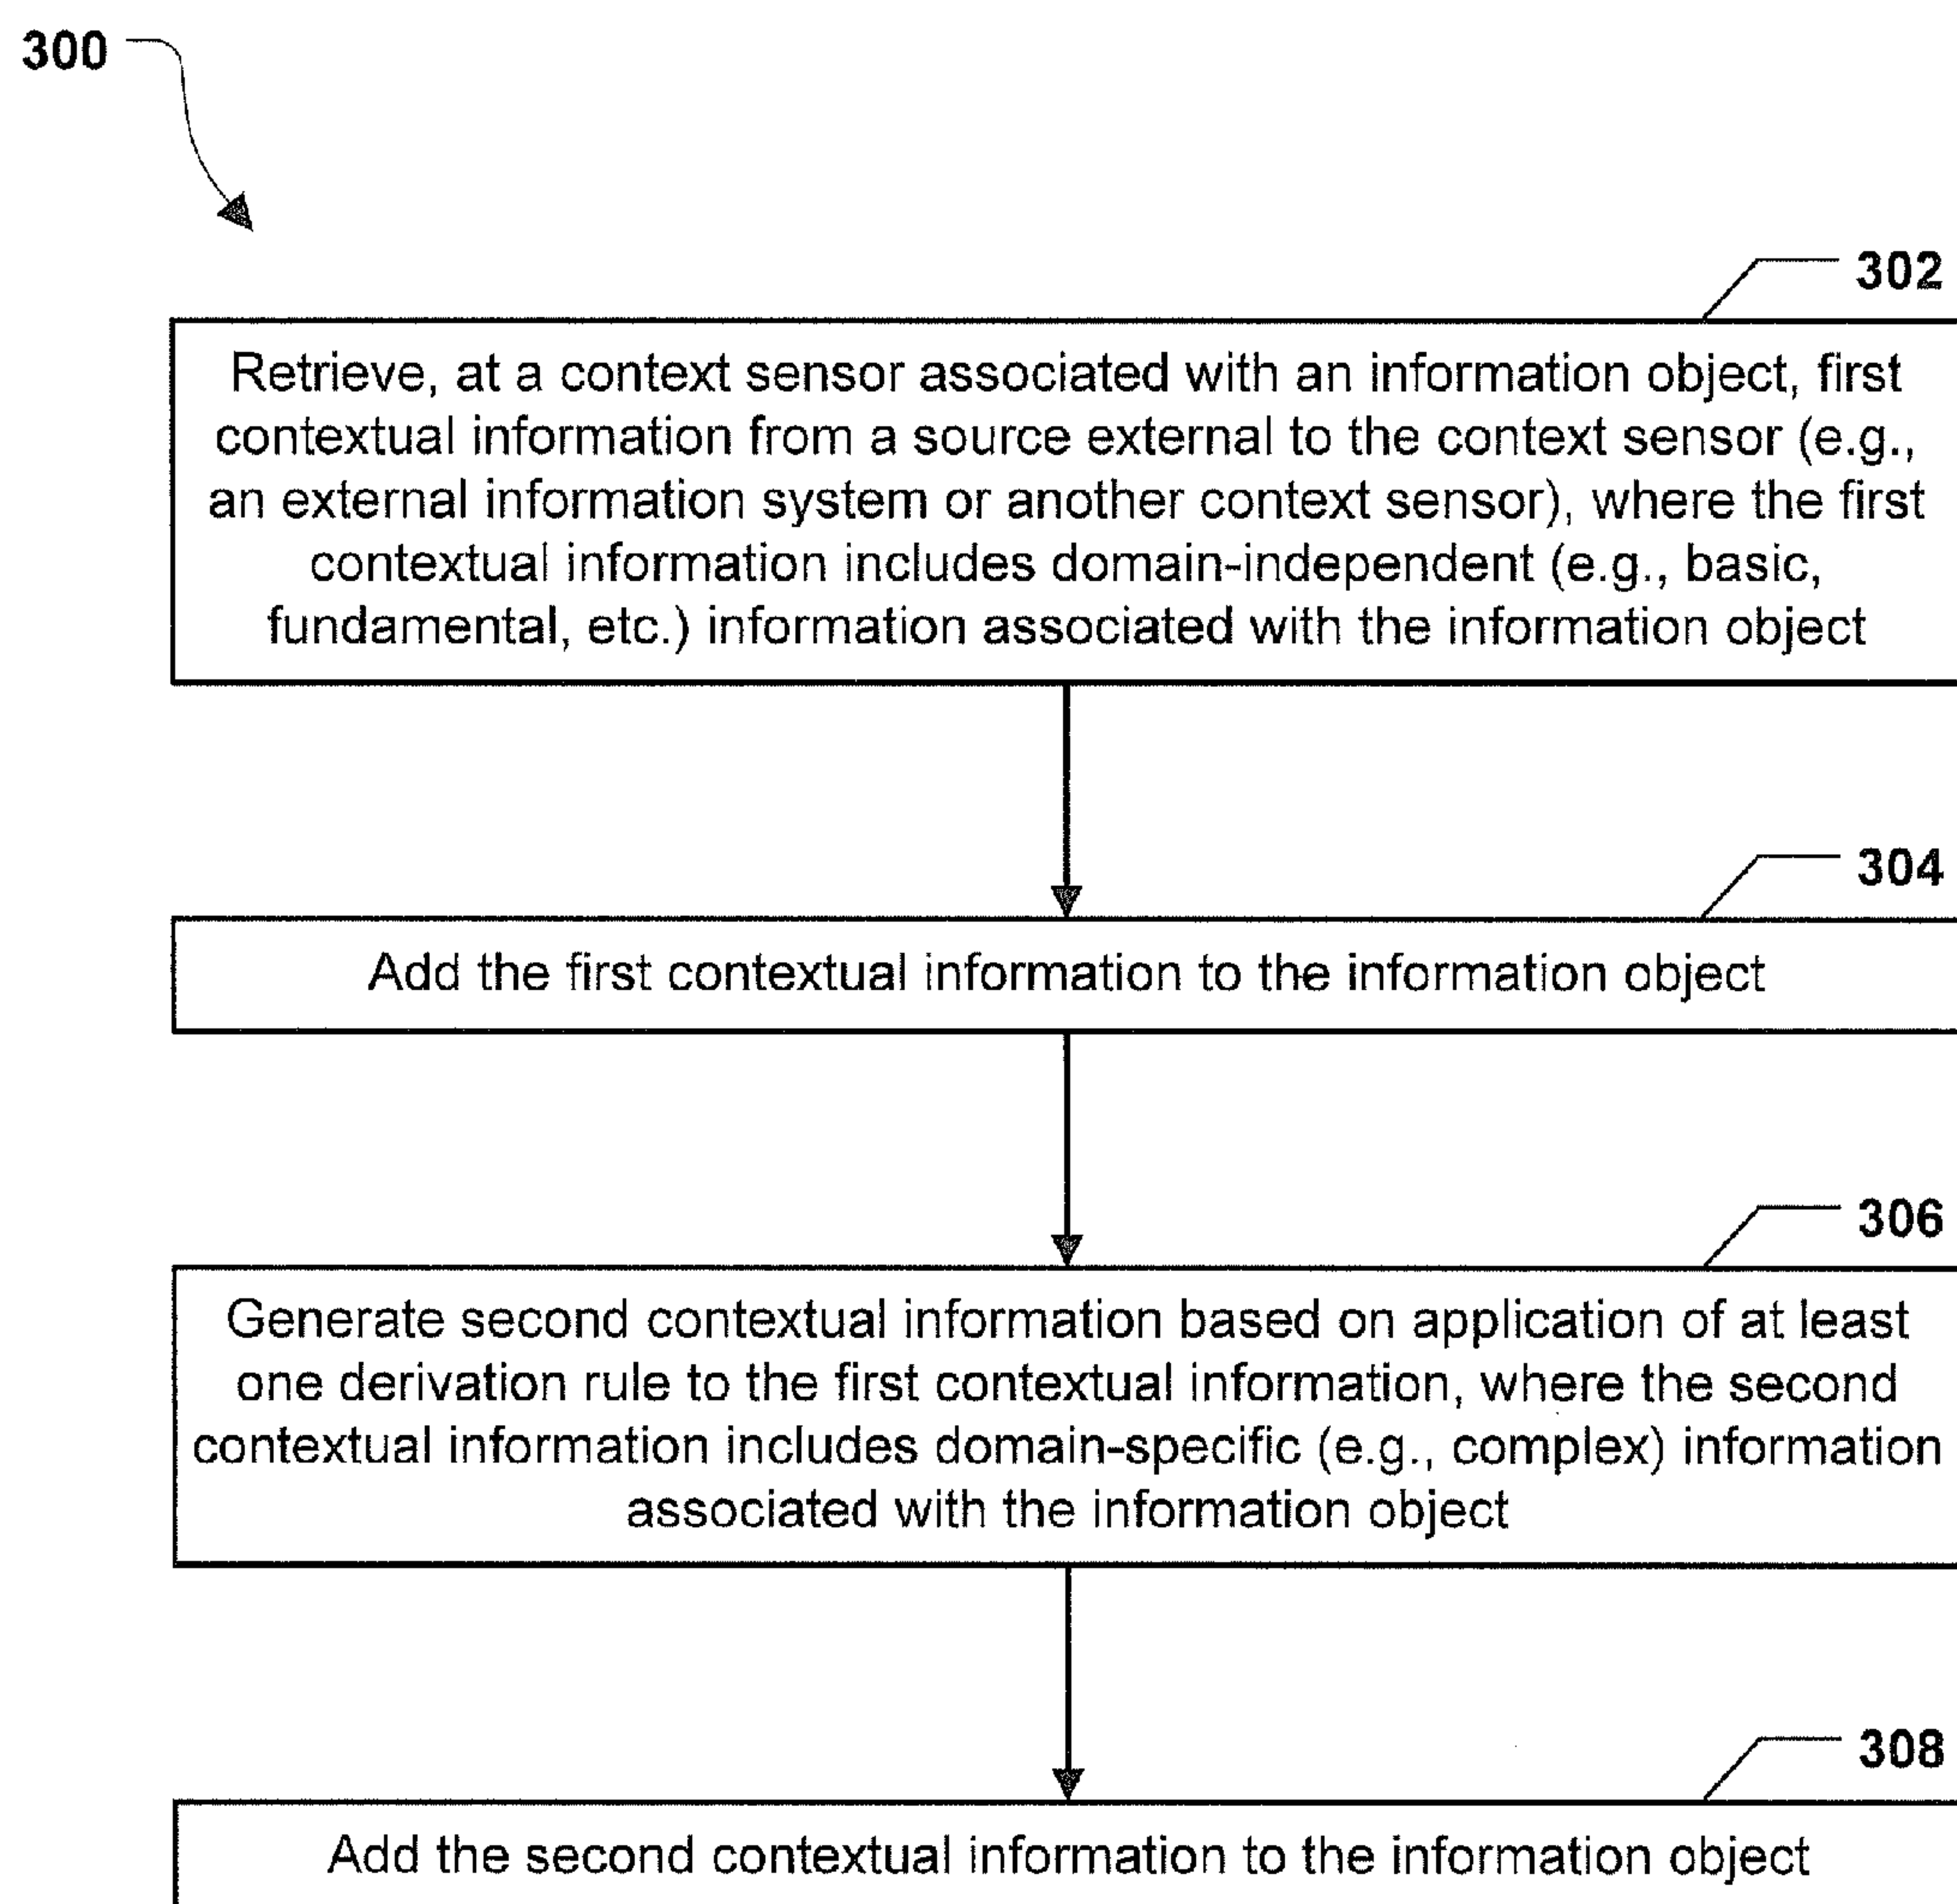 300
302
Retrieve, at a context sensor associated with an information object, first
contextual information from a source external to the context sensor (e.g.,
an external information system or another context sensor), where the first
contextual information includes domain-independent (e.g., basic,
fundamental, etc.) information associated with the information object
304
Add the first contextual information to the information object
306
Generate second contextual information based on application of at least
one derivation rule to the first contextual information, where the second
contextual information includes domain-specific (e.g., complex) information
associated with the information object
308
Add the second contextual information to the information object